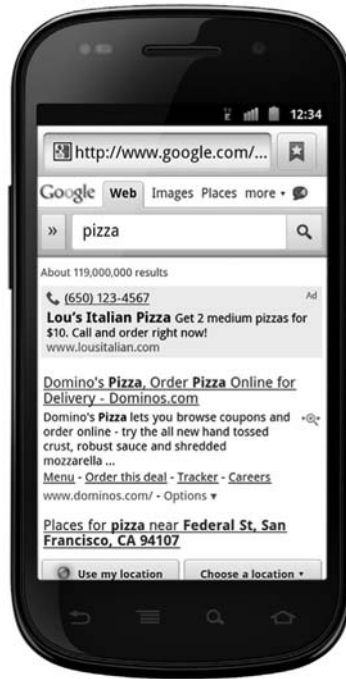 12:34
http://www.google.com/...
Google Web Images Places more
pizza
About 119,000,000 results
(650) 123-4567 Ad
Lou's Italian Pizza Get 2 medium pizzas for
$10. Call and order right now!
www.lousitalian.com
Domino's Pizza, Order Pizza Online for
Delivery - Dominos.com
Domino's Pizza lets you browse coupons and
order online - try the all new hand tossed
crust, robust sauce and shredded
mozzarella ...
Menu - Order this deal - Tracker - Careers
www.dominos.com/ - Options ▾
Places for pizza near Federal St, San
Francisco, CA 94107
Use my location Choose a location ▾